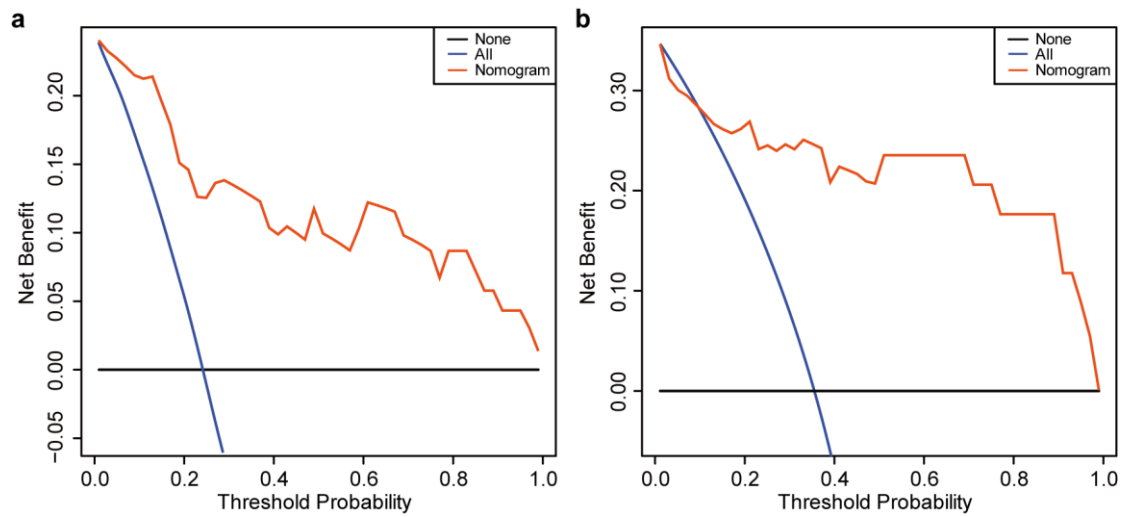 a
None
All
Nomogram
Net Benefit
0.20
0.15
0.10
0.05
0.00
−0.05
0.0 0.2 0.4 0.6 0.8 1.0
Threshold Probability
b
None
All
Nomogram
Net Benefit
0.30
0.20
0.10
0.00
0.0 0.2 0.4 0.6 0.8 1.0
Threshold Probability